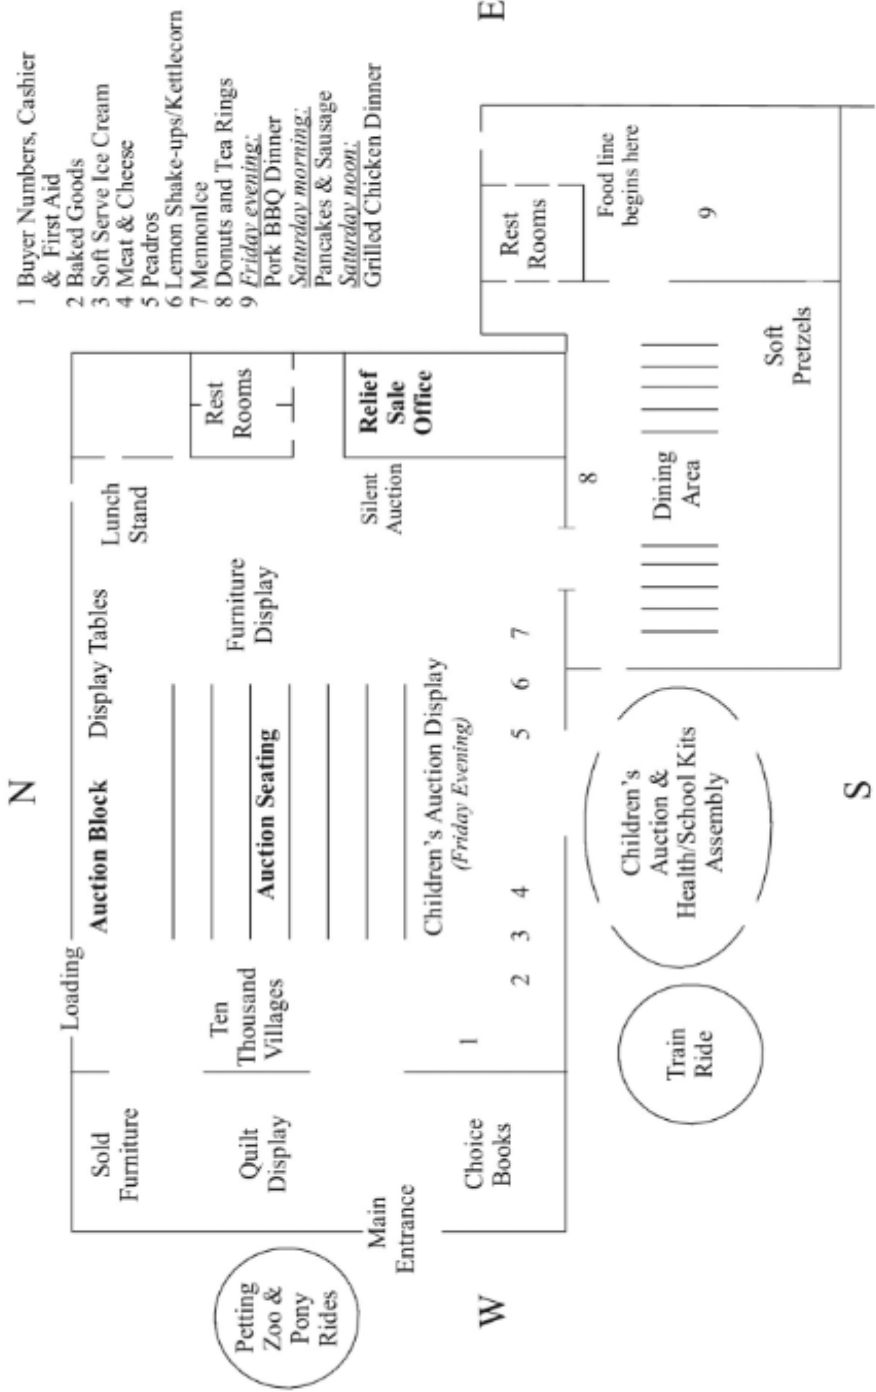 N
E
S
W
1 Buyer Numbers, Cashier
& First Aid
2 Baked Goods
3 Soft Serve Ice Cream
4 Meat & Cheese
5 Peadros
6 Lemon Shake-ups/Kettlecorn
7 MennonIce
8 Donuts and Tea Rings
9 Friday evening:
Pork BBQ Dinner
Saturday morning:
Pancakes & Sausage
Saturday noon:
Grilled Chicken Dinner
Loading
Auction Block
Display Tables
Lunch
Stand
Sold
Furniture
Ten
Thousand
Villages
Auction Seating
Furniture
Display
Rest
Rooms
Quilt
Display
Petting
Zoo &
Pony
Rides
Main
Entrance
Relief
Sale
Office
Silent
Auction
Children's Auction Display
(Friday Evening)
Choice
Books
1
2
3
4
5
6
7
8
Rest
Rooms
Food line
begins here
9
Dining
Area
Soft
Pretzels
Train
Ride
Children's
Auction &
Health/School Kits
Assembly